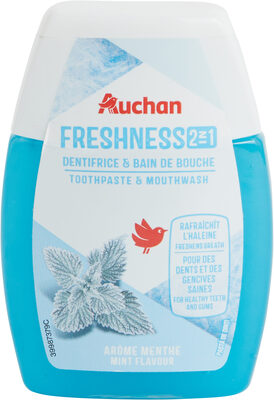 Auchan
FRESHNESS 2en1
DENTIFRICE & BAIN DE BOUCHE
TOOTHPASTE & MOUTHWASH
RAFRAÎCHIT
L'HALEINE
FRESHENS BREATH
POUR DES
DENTS ET DES
GENCIVES
SAINES
FOR HEALTHY TEETH
AND GUMS
ARÔME MENTHE
MINT FLAVOUR